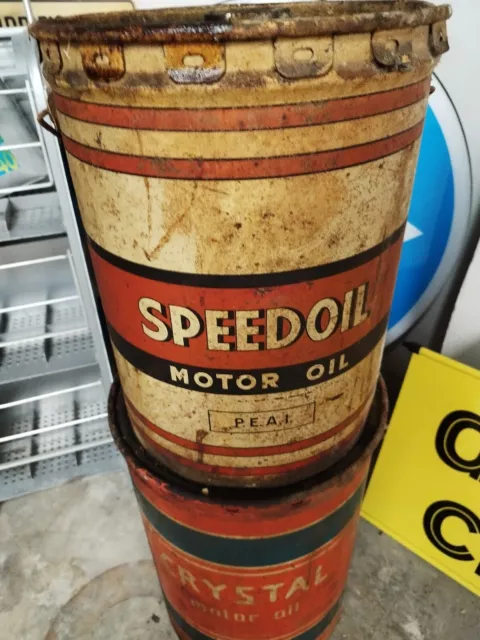 SPEEDOIL
MOTOR OIL
P.E.A.I.
CRYSTAL
motor oil